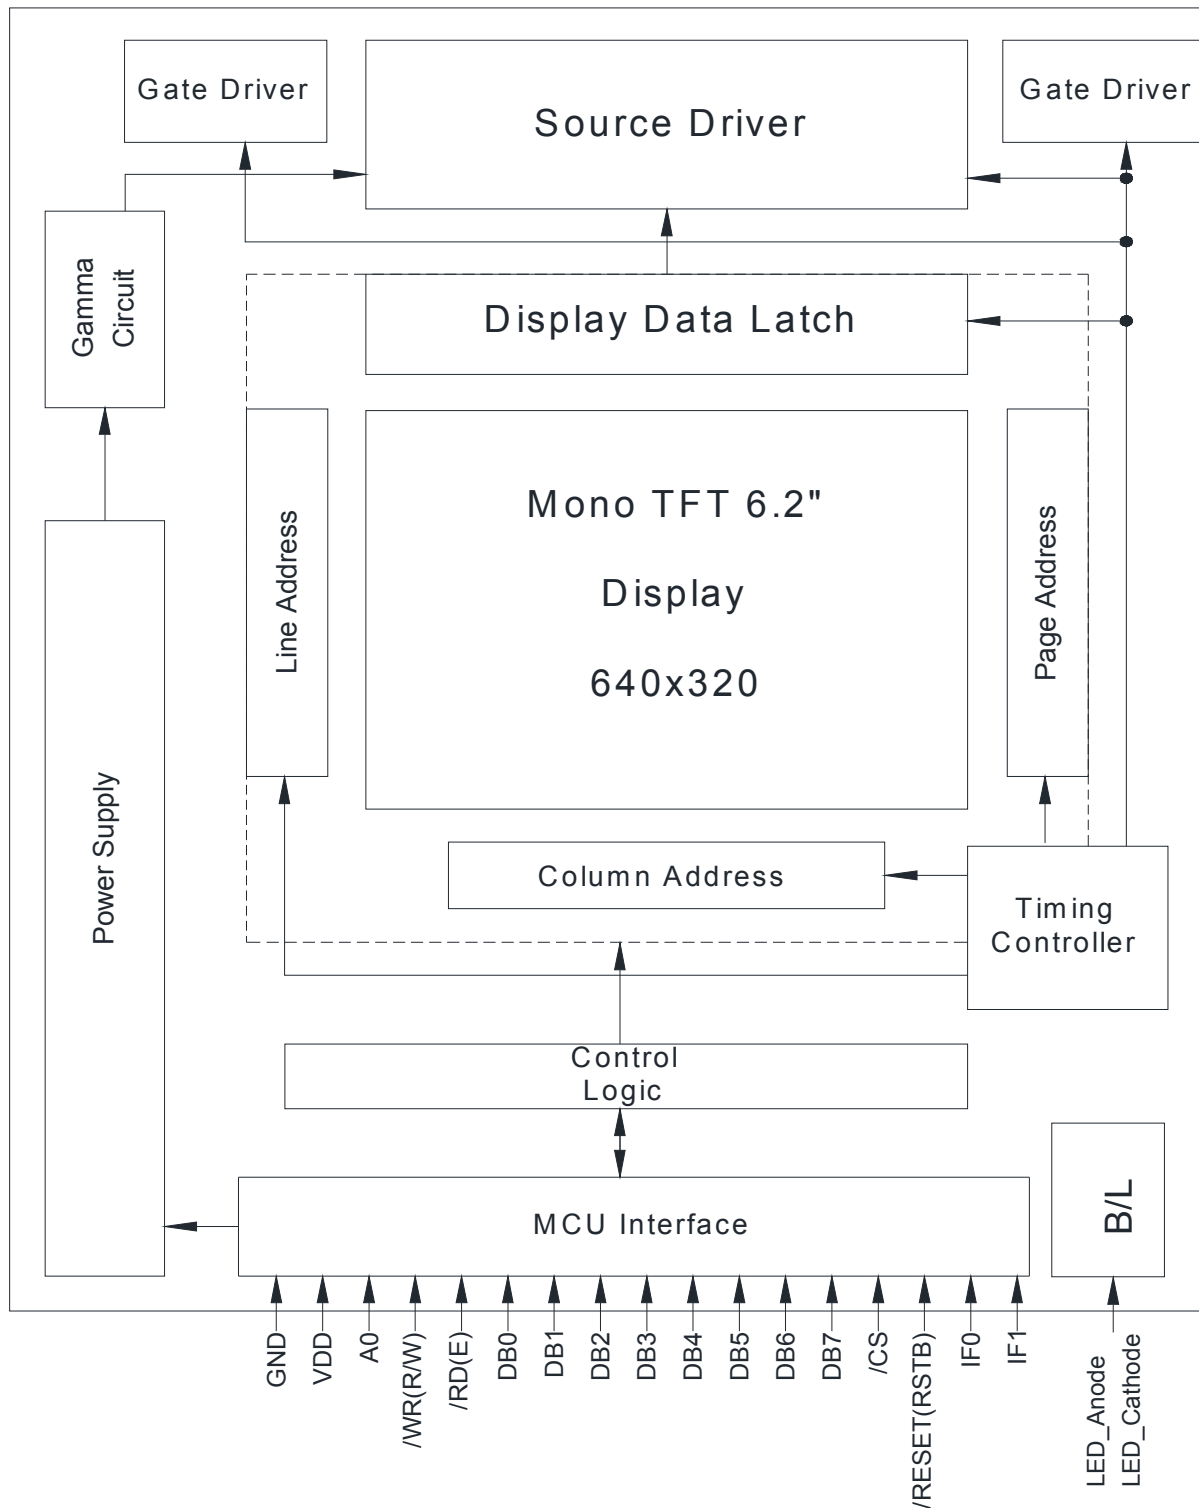 Gate Driver
Source Driver
Gate Driver
Gamma
Circuit
Display Data Latch
Line Address
Mono TFT 6.2"
Display
640x320
Page Address
Power Supply
Column Address
Timing
Controller
Control
Logic
MCU Interface
B/L
GND
VDD
A0
/WR(R/W)
/RD(E)
DB0
DB1
DB2
DB3
DB4
DB5
DB6
DB7
/CS
/RESET(RSTB)
IF0
IF1
LED_Anode
LED_Cathode